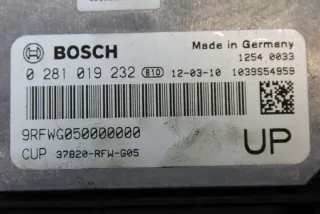 BOSCH
Made in Germany
1254 0033
0 281 019 232 810 12-03-10 1039S54959
9RFWG050000000
UP
CUP 37820-RFW-G05